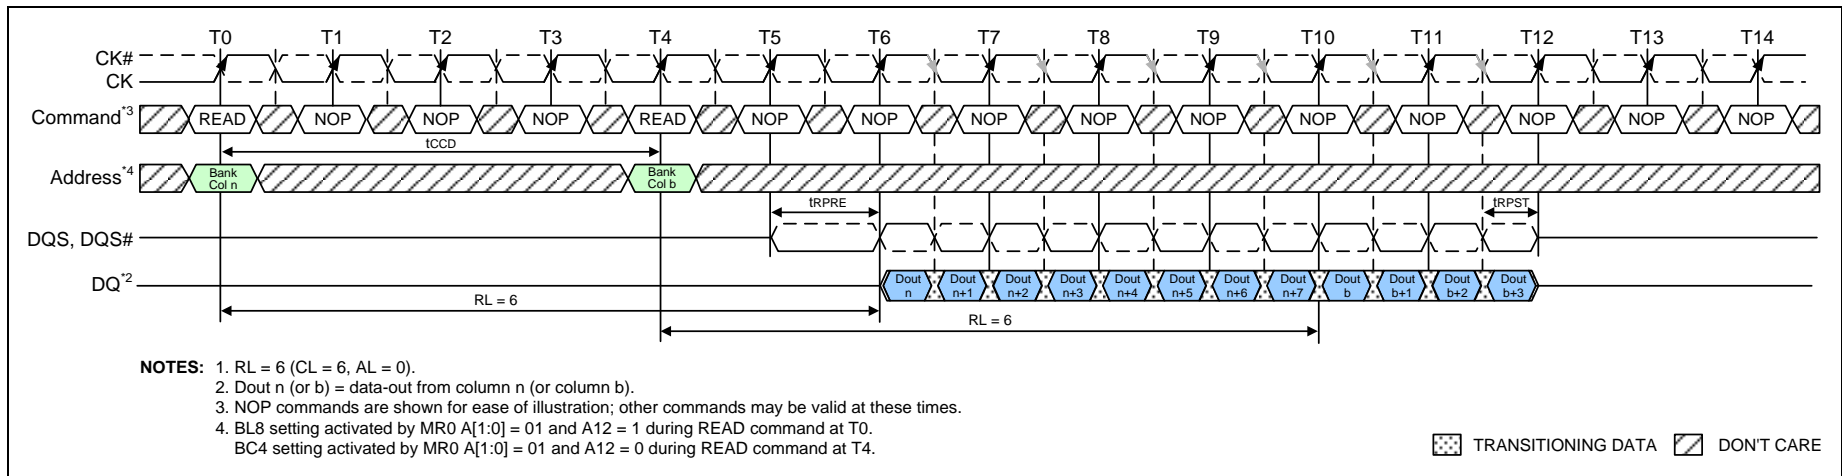 T0 T1 T2 T3 T4 T5 T6 T7 T8 T9 T10 T11 T12 T13 T14
CK#
CK
Command*3 READ NOP NOP NOP READ NOP NOP NOP NOP NOP NOP NOP NOP NOP NOP
tCCD
Address*4 Bank Col n Bank Col b
tRPRE tRPST
DQS, DQS#
DQ*2 Dout n Dout n+1 Dout n+2 Dout n+3 Dout n+4 Dout n+5 Dout n+6 Dout n+7 Dout b Dout b+1 Dout b+2 Dout b+3
RL = 6
RL = 6
NOTES: 1. RL = 6 (CL = 6, AL = 0).
2. Dout n (or b) = data-out from column n (or column b).
3. NOP commands are shown for ease of illustration; other commands may be valid at these times.
4. BL8 setting activated by MR0 A[1:0] = 01 and A12 = 1 during READ command at T0.
BC4 setting activated by MR0 A[1:0] = 01 and A12 = 0 during READ command at T4.
TRANSITIONING DATA DON'T CARE